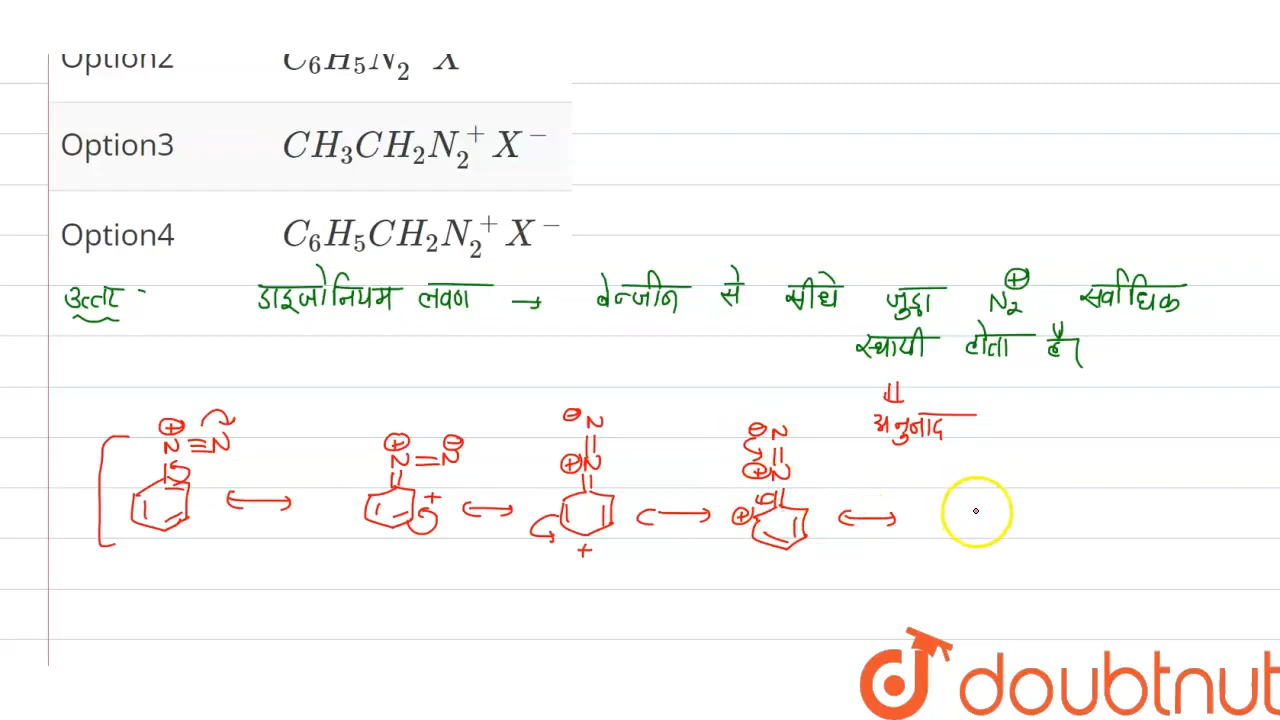 Option2 C₆H₅N₂ X
Option3 CH₃CH₂N₂⁺X⁻
Option4 C₆H₅CH₂N₂⁺X⁻
उत्तर - डाइजोनियम लवण → बेन्जीन से सीधे जुड़ा N₂⊕ सर्वाधिक
स्थायी होता है।
⇓
अनुनाद
⊕ N≡N ↔ ⊕ ⊖ N=N + ↔ ⊖ N ⊕ N + ↔ ⊖ N ⊕ N ⊕ ↔
doubtnut